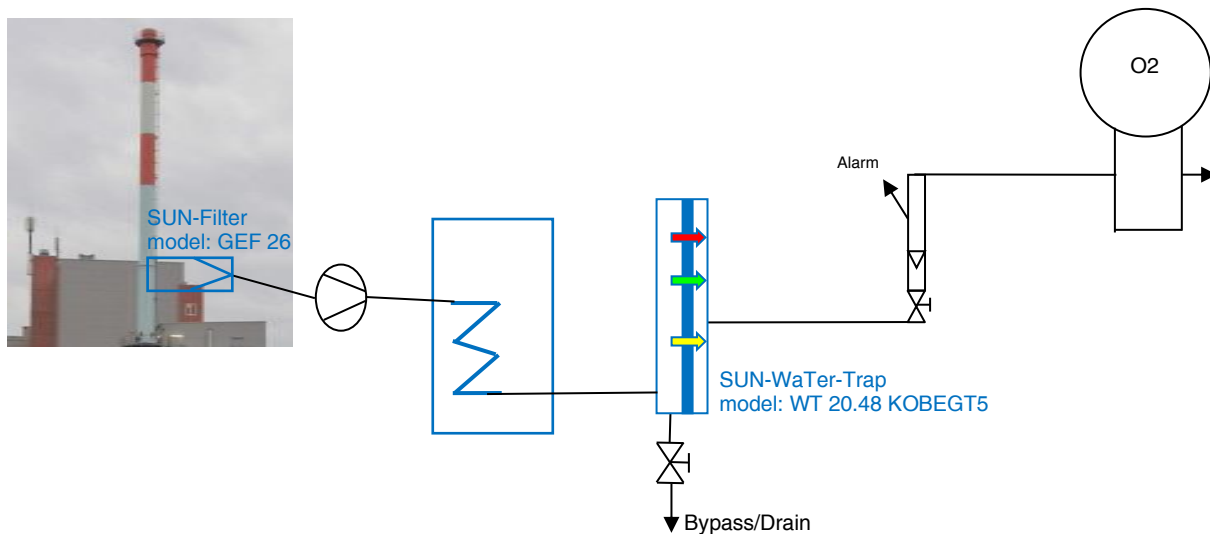 O2
Alarm
SUN-Filter
model: GEF 26
SUN-WaTer-Trap
model: WT 20.48 KOBEGT5
Bypass/Drain